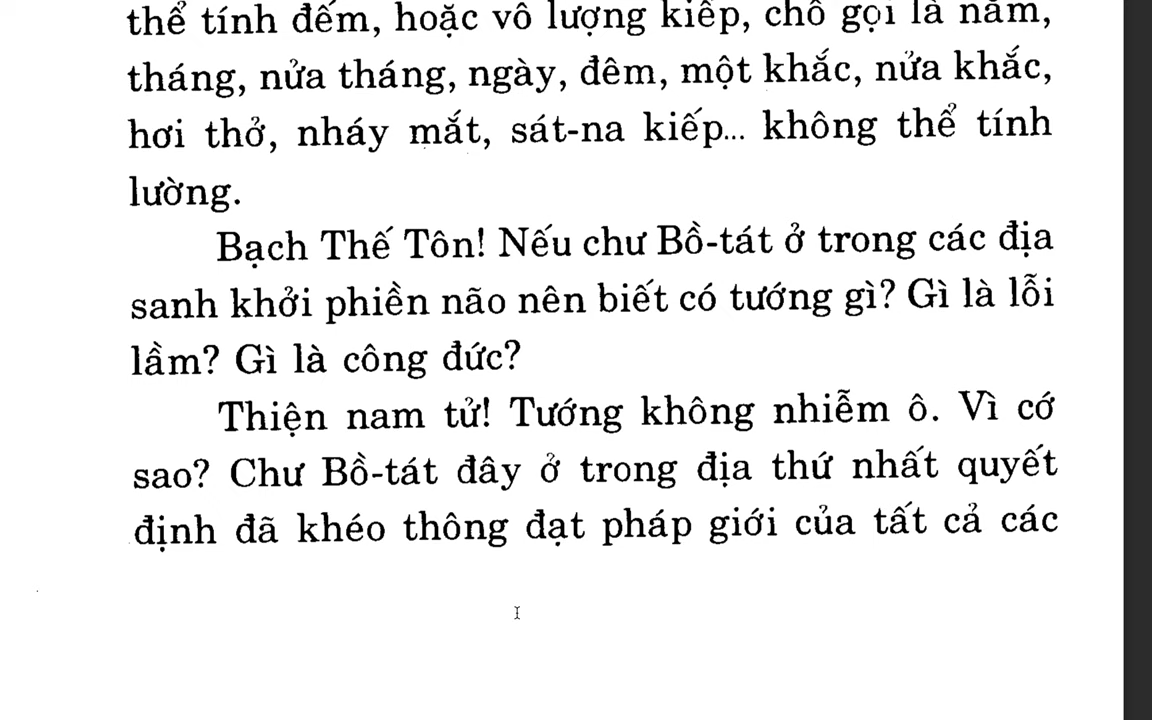 thể tính đếm, hoặc vô lượng kiếp, chỗ gọi là năm,
tháng, nửa tháng, ngày, đêm, một khắc, nửa khắc,
hơi thở, nháy mắt, sát-na kiếp... không thể tính
lường.
Bạch Thế Tôn! Nếu chư Bồ-tát ở trong các địa
sanh khởi phiền não nên biết có tướng gì? Gì là lỗi
lầm? Gì là công đức?
Thiện nam tử! Tướng không nhiễm ô. Vì cớ
sao? Chư Bồ-tát đây ở trong địa thứ nhất quyết
định đã khéo thông đạt pháp giới của tất cả các